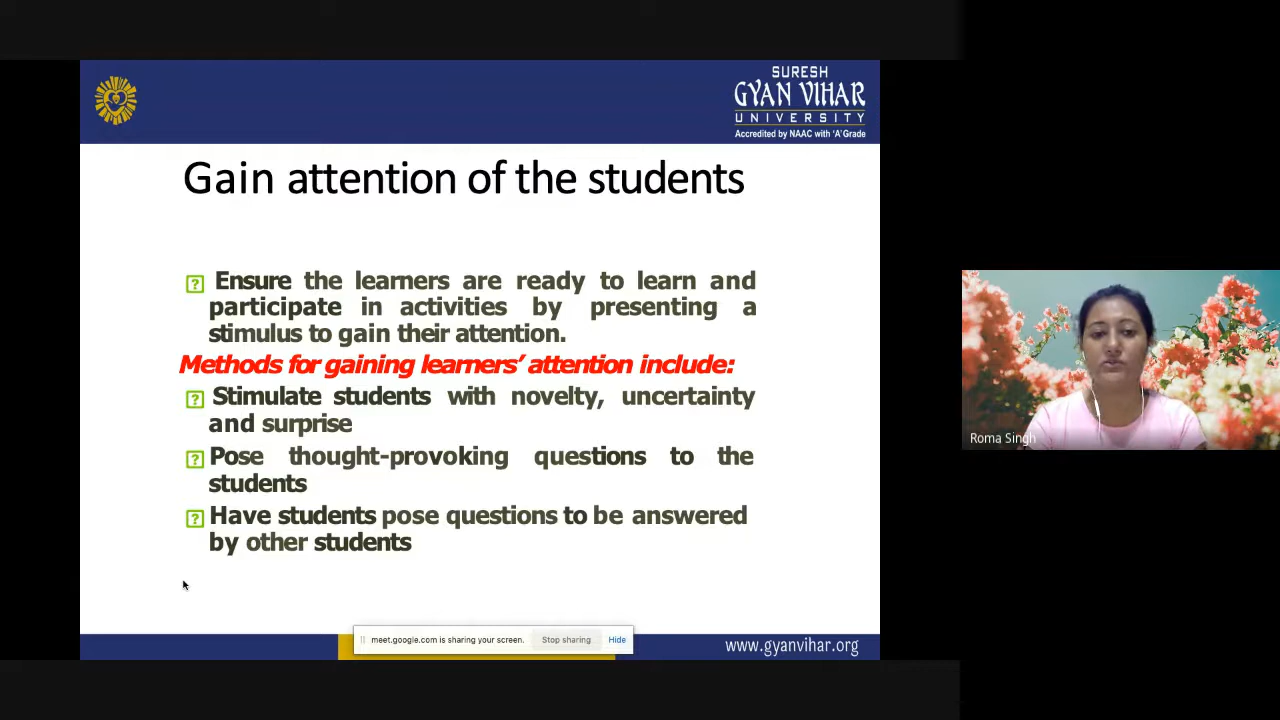 SURESH
GYAN VIHAR
UNIVERSITY
Accredited by NAAC with 'A' Grade
Gain attention of the students
Ensure the learners are ready to learn and
participate in activities by presenting a
stimulus to gain their attention.
Methods for gaining learners' attention include:
Stimulate students with novelty, uncertainty
and surprise
Pose thought-provoking questions to the
students
Have students pose questions to be answered
by other students
Roma Singh
meet.google.com is sharing your screen. Stop sharing Hide
www.gyanvihar.org